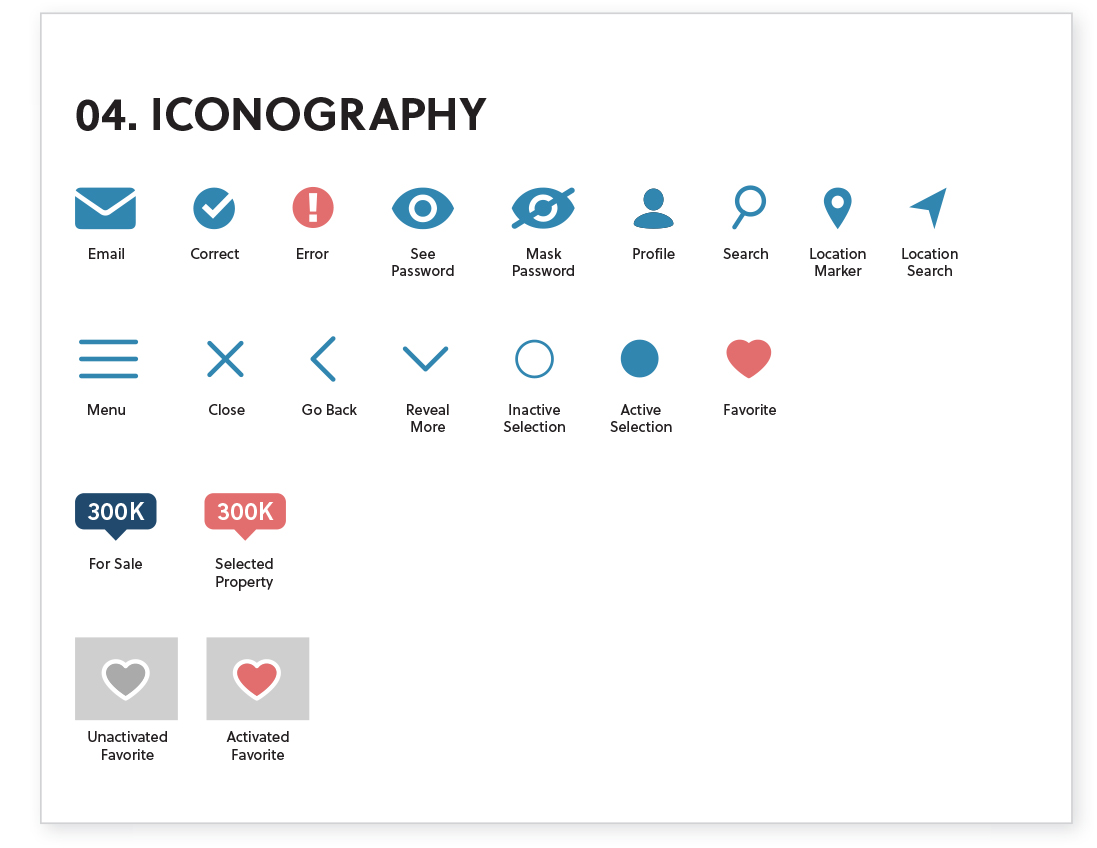 04. ICONOGRAPHY
Email
Correct
Error
See
Password
Mask
Password
Profile
Search
Location
Marker
Location
Search
Menu
Close
Go Back
Reveal
More
Inactive
Selection
Active
Selection
Favorite
300K
For Sale
300K
Selected
Property
Unactivated
Favorite
Activated
Favorite